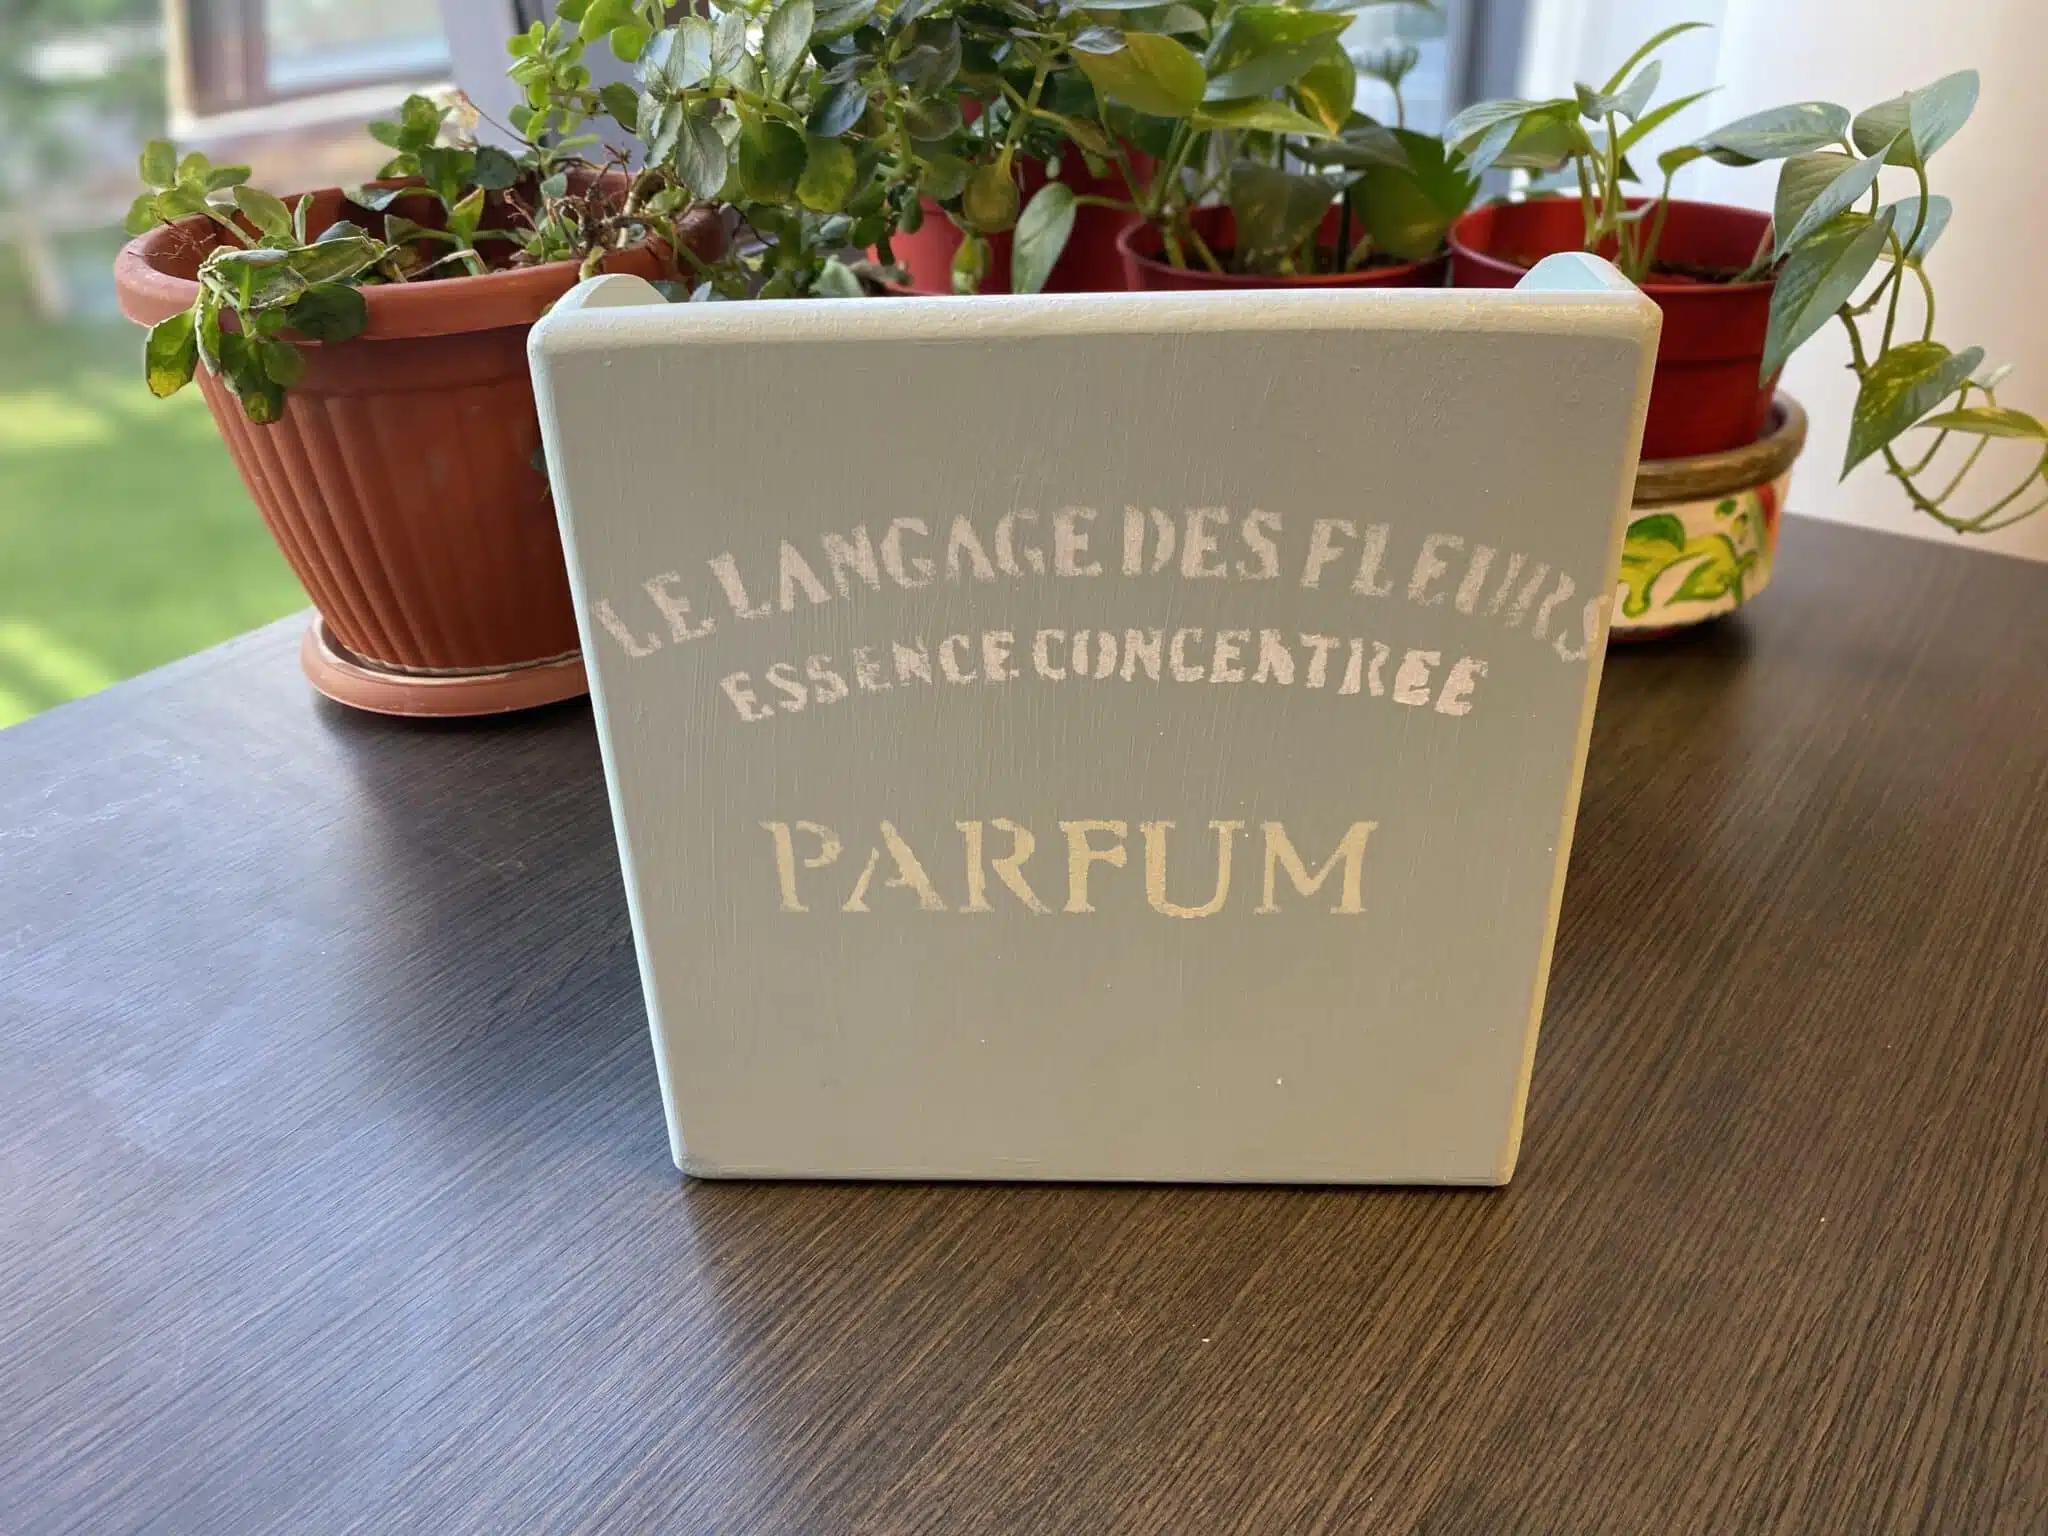 LE LANGAGE DES FLEURS
ESSENCE CONCENTREE
PARFUM